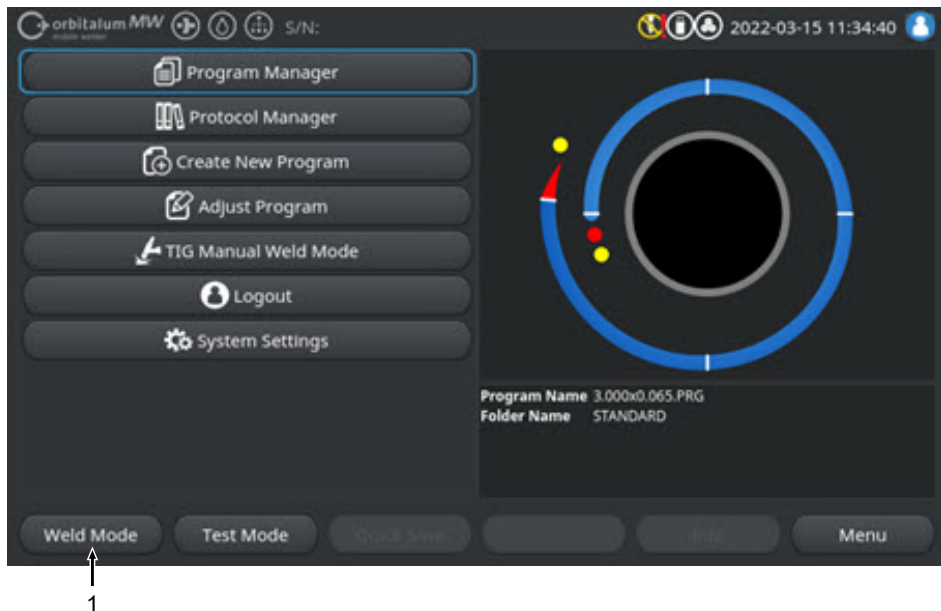 orbitalum MW S/N: 2022-03-15 11:34:40
mobile welder
Program Manager
Protocol Manager
Create New Program
Adjust Program
TIG Manual Weld Mode
Logout
System Settings
Program Name 3.000x0.065.PRG
Folder Name STANDARD
Weld Mode Test Mode Quick Save Info Menu
1